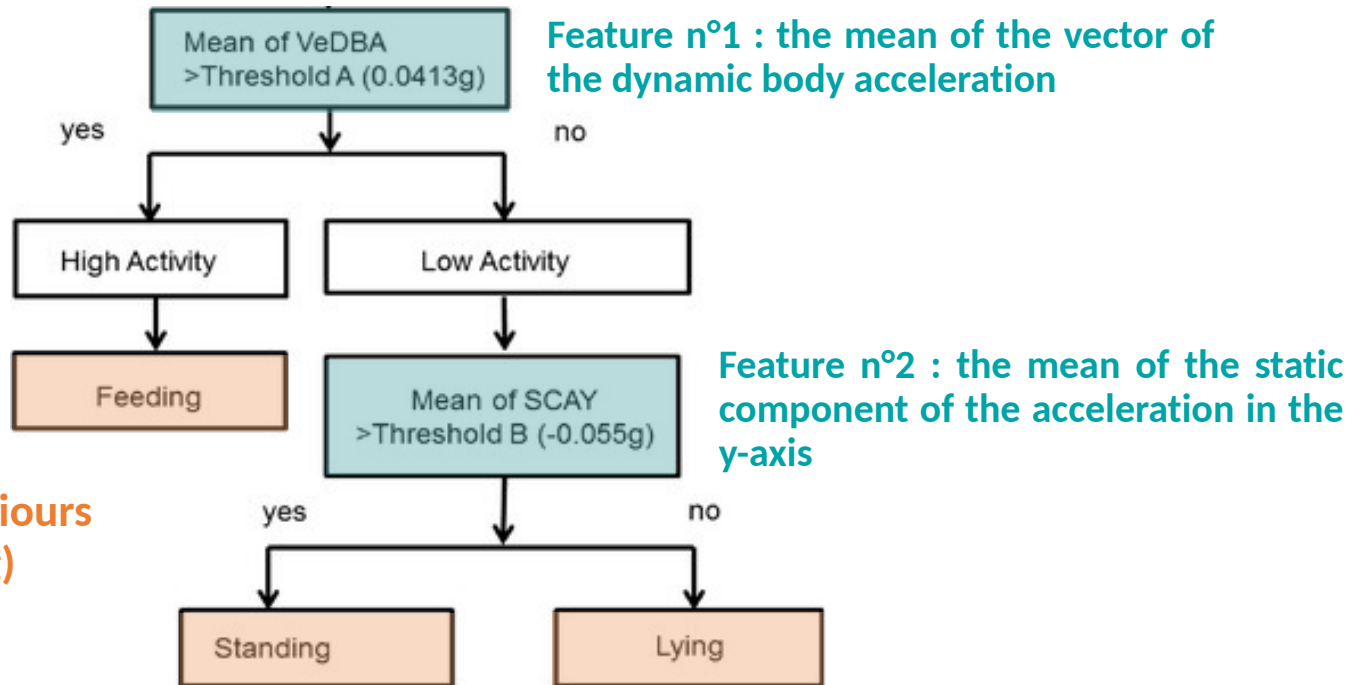 Mean of VeDBA
>Threshold A (0.0413g)
Feature n°1 : the mean of the vector of
the dynamic body acceleration
yes
no
High Activity
Low Activity
Feeding
Mean of SCAY
>Threshold B (-0.055g)
Feature n°2 : the mean of the static
component of the acceleration in the
y-axis
iours
)
yes
no
Standing
Lying